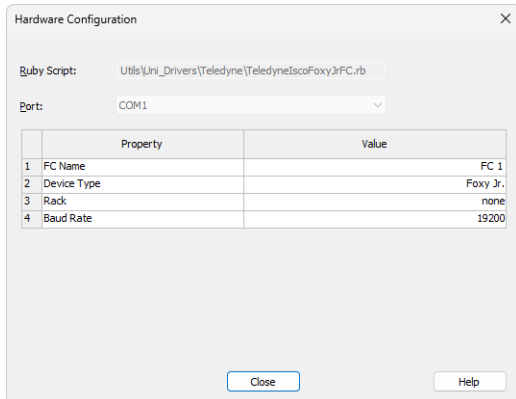 Hardware Configuration
Ruby Script: Utils\Uni_Drivers\Teledyne\TeledyneIscoFoxyJrFC.rb
Port: COM1
Property Value
1 FC Name FC 1
2 Device Type Foxy Jr.
3 Rack none
4 Baud Rate 19200
Close Help